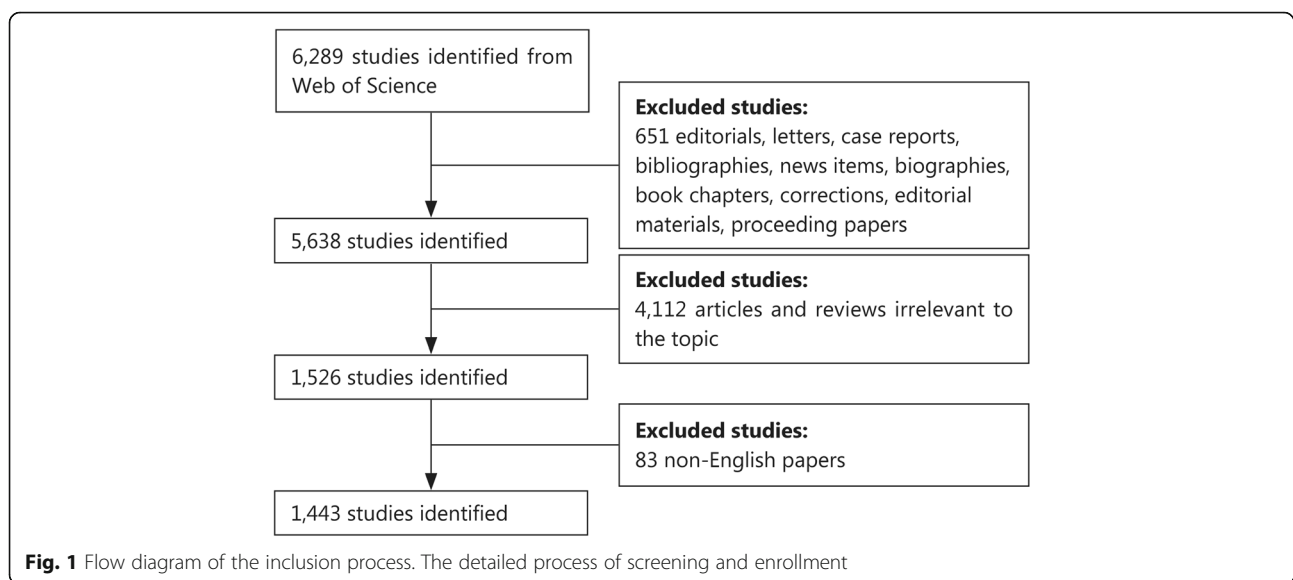 6,289 studies identified from
Web of Science
Excluded studies:
651 editorials, letters, case reports,
bibliographies, news items, biographies,
book chapters, corrections, editorial
materials, proceeding papers
5,638 studies identified
Excluded studies:
4,112 articles and reviews irrelevant to
the topic
1,526 studies identified
Excluded studies:
83 non-English papers
1,443 studies identified
Fig. 1 Flow diagram of the inclusion process. The detailed process of screening and enrollment